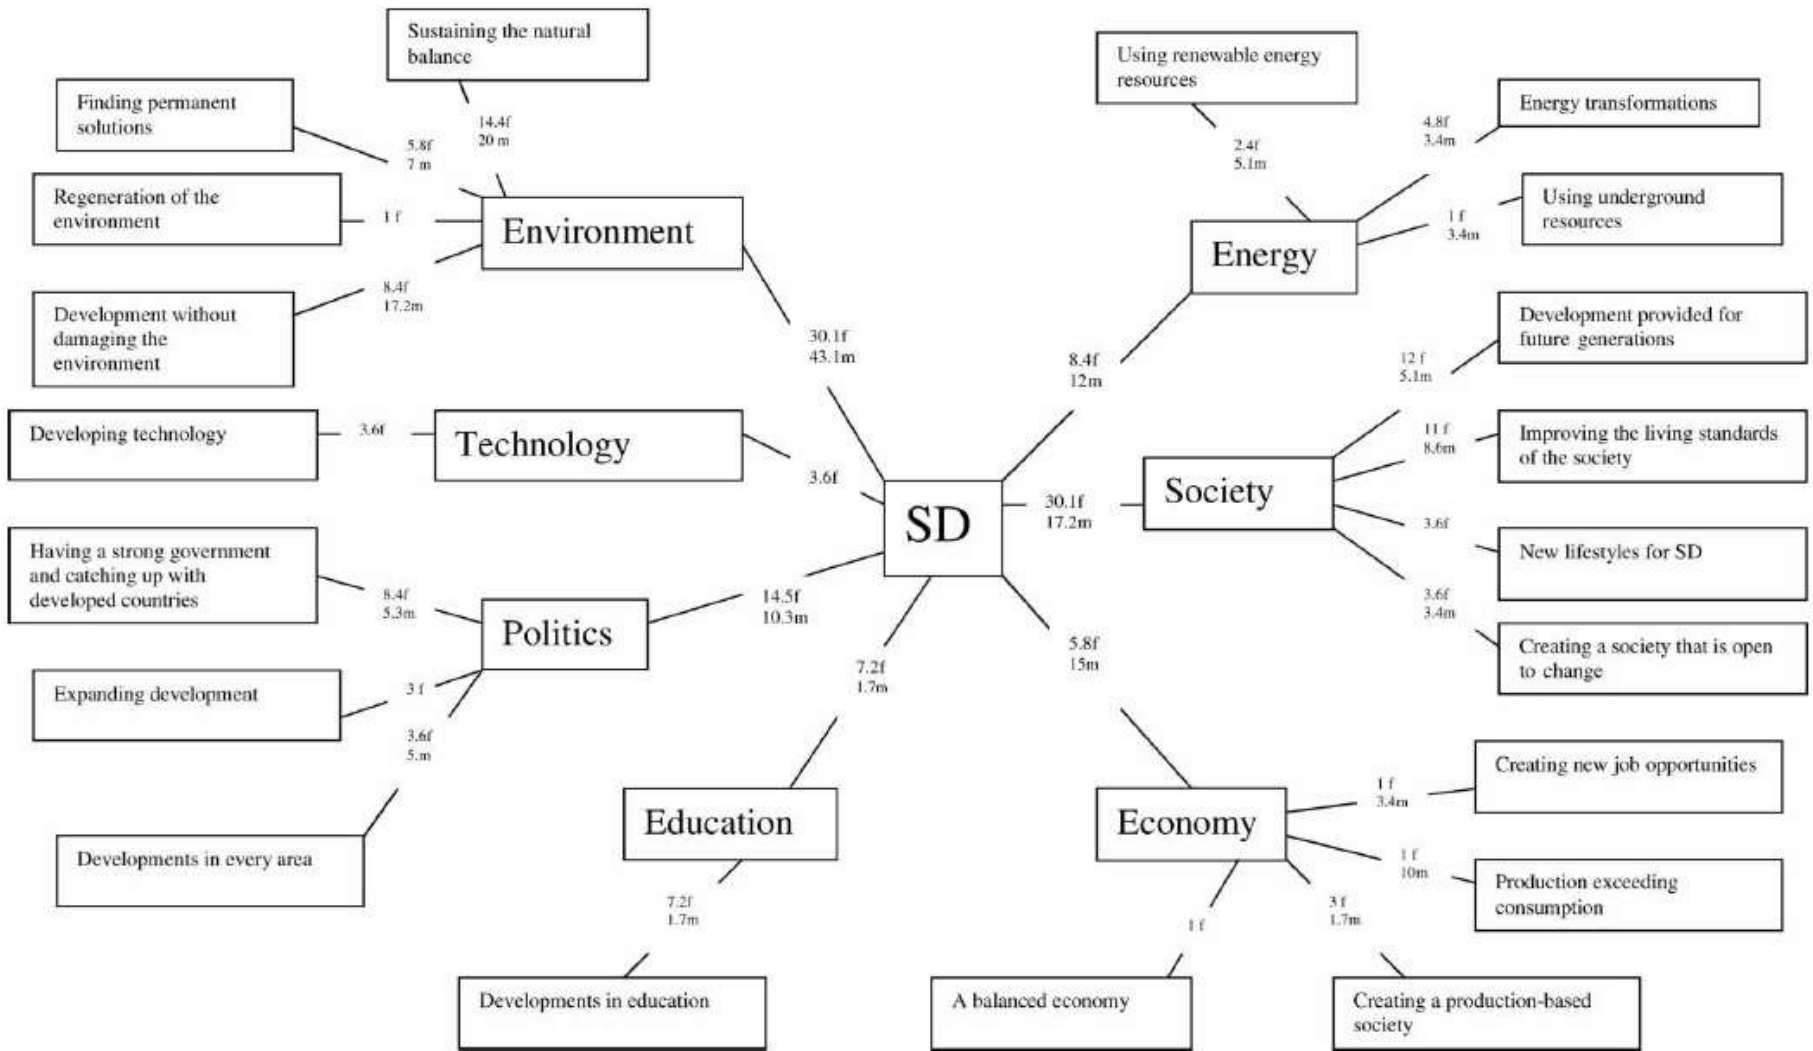 Sustaining the natural
balance
14.4f
20 m
Finding permanent
solutions
5.8f
7 m
Regeneration of the
environment
1 f
Development without
damaging the
environment
8.4f
17.2m
Environment
30.1f
43.1m
Developing technology
3.6f
Technology
3.6f
Having a strong government
and catching up with
developed countries
8.4f
5.3m
Expanding development
3 f
Developments in every area
3.6f
5.m
Politics
14.5f
10.3m
SD
7.2f
1.7m
Education
7.2f
1.7m
Developments in education
Using renewable energy
resources
2.4f
5.1m
Energy transformations
4.8f
3.4m
Using underground
resources
1 f
3.4m
Energy
8.4f
12m
Development provided for
future generations
12 f
5.1m
Improving the living standards
of the society
11 f
8.6m
New lifestyles for SD
3.6f
Creating a society that is open
to change
3.6f
3.4m
Society
30.1f
17.2m
5.8f
15m
Economy
Creating new job opportunities
1 f
3.4m
Production exceeding
consumption
1 f
10m
Creating a production-based
society
3 f
1.7m
A balanced economy
1 f